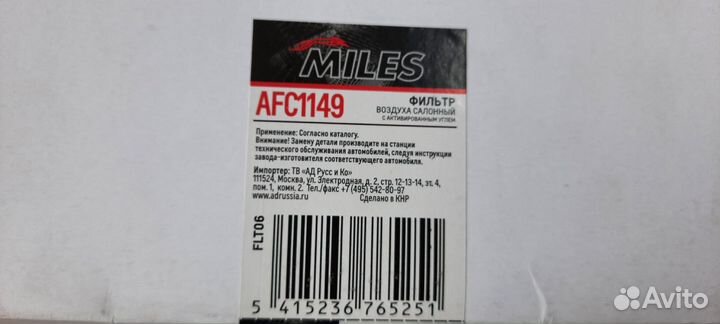 MILES
AFC1149
ФИЛЬТР
ВОЗДУХА САЛОННЫЙ
С АКТИВИРОВАННЫМ УГЛЕМ
Применение: Согласно каталогу.
Внимание! Замену детали производите на станции
технического обслуживания автомобилей, следуя инструкции
завода-изготовителя соответствующего автомобиля.
Импортер: ТВ «АД Русс и Ко»
111524, Москва, ул. Электродная, д. 2, стр. 12-13-14, эт. 4,
пом. 1, комн. 2. Тел./факс +7 (495) 542-80-97
www.adrussia.ru Сделано в КНР
FLT06
5 415236 765251
Avito